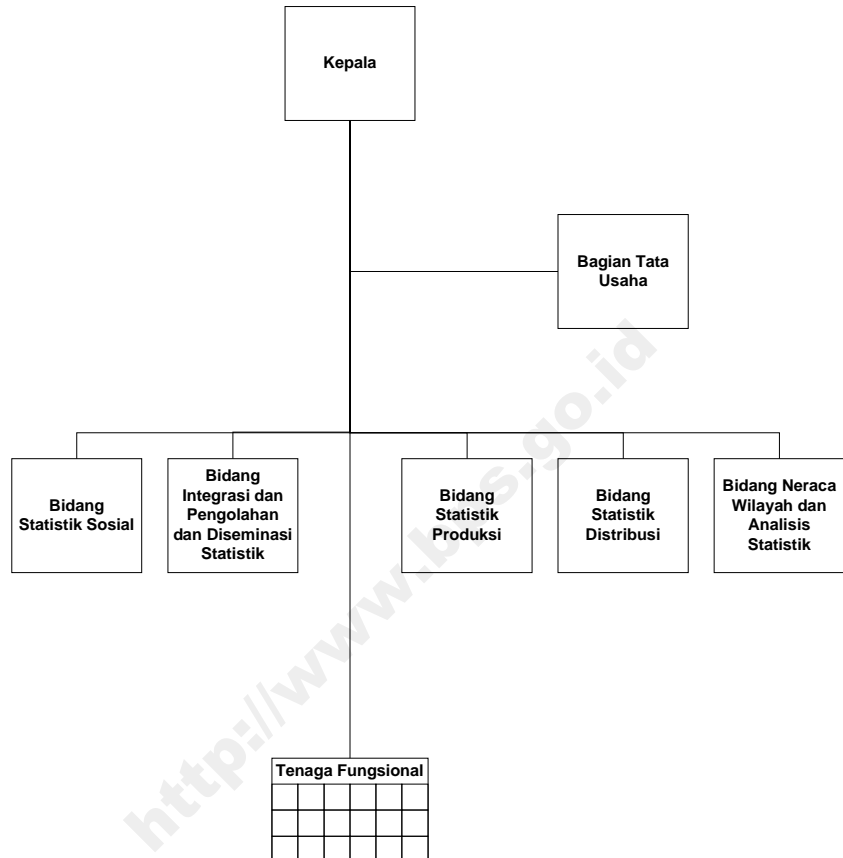 Kepala
Bagian Tata
Usaha
Bidang
Statistik Sosial
Bidang
Integrasi dan
Pengolahan
dan Diseminasi
Statistik
Bidang
Statistik
Produksi
Bidang
Statistik
Distribusi
Bidang Neraca
Wilayah dan
Analisis
Statistik
Tenaga Fungsional
http://www.bps.go.id